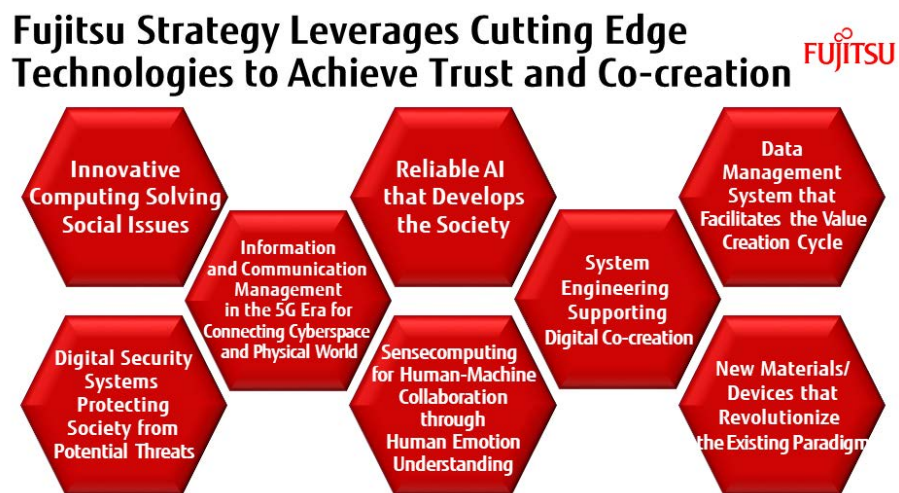 Fujitsu Strategy Leverages Cutting Edge
Technologies to Achieve Trust and Co-creation
FUJITSU
Innovative
Computing Solving
Social Issues
Reliable AI
that Develops
the Society
Data
Management
System that
Facilitates the Value
Creation Cycle
Information
and Communication
Management
in the 5G Era for
Connecting Cyberspace
and Physical World
System
Engineering
Supporting
Digital Co-creation
Digital Security
Systems
Protecting
Society from
Potential Threats
Sensecomputing
for Human-Machine
Collaboration
through
Human Emotion
Understanding
New Materials/
Devices that
Revolutionize
the Existing Paradigm